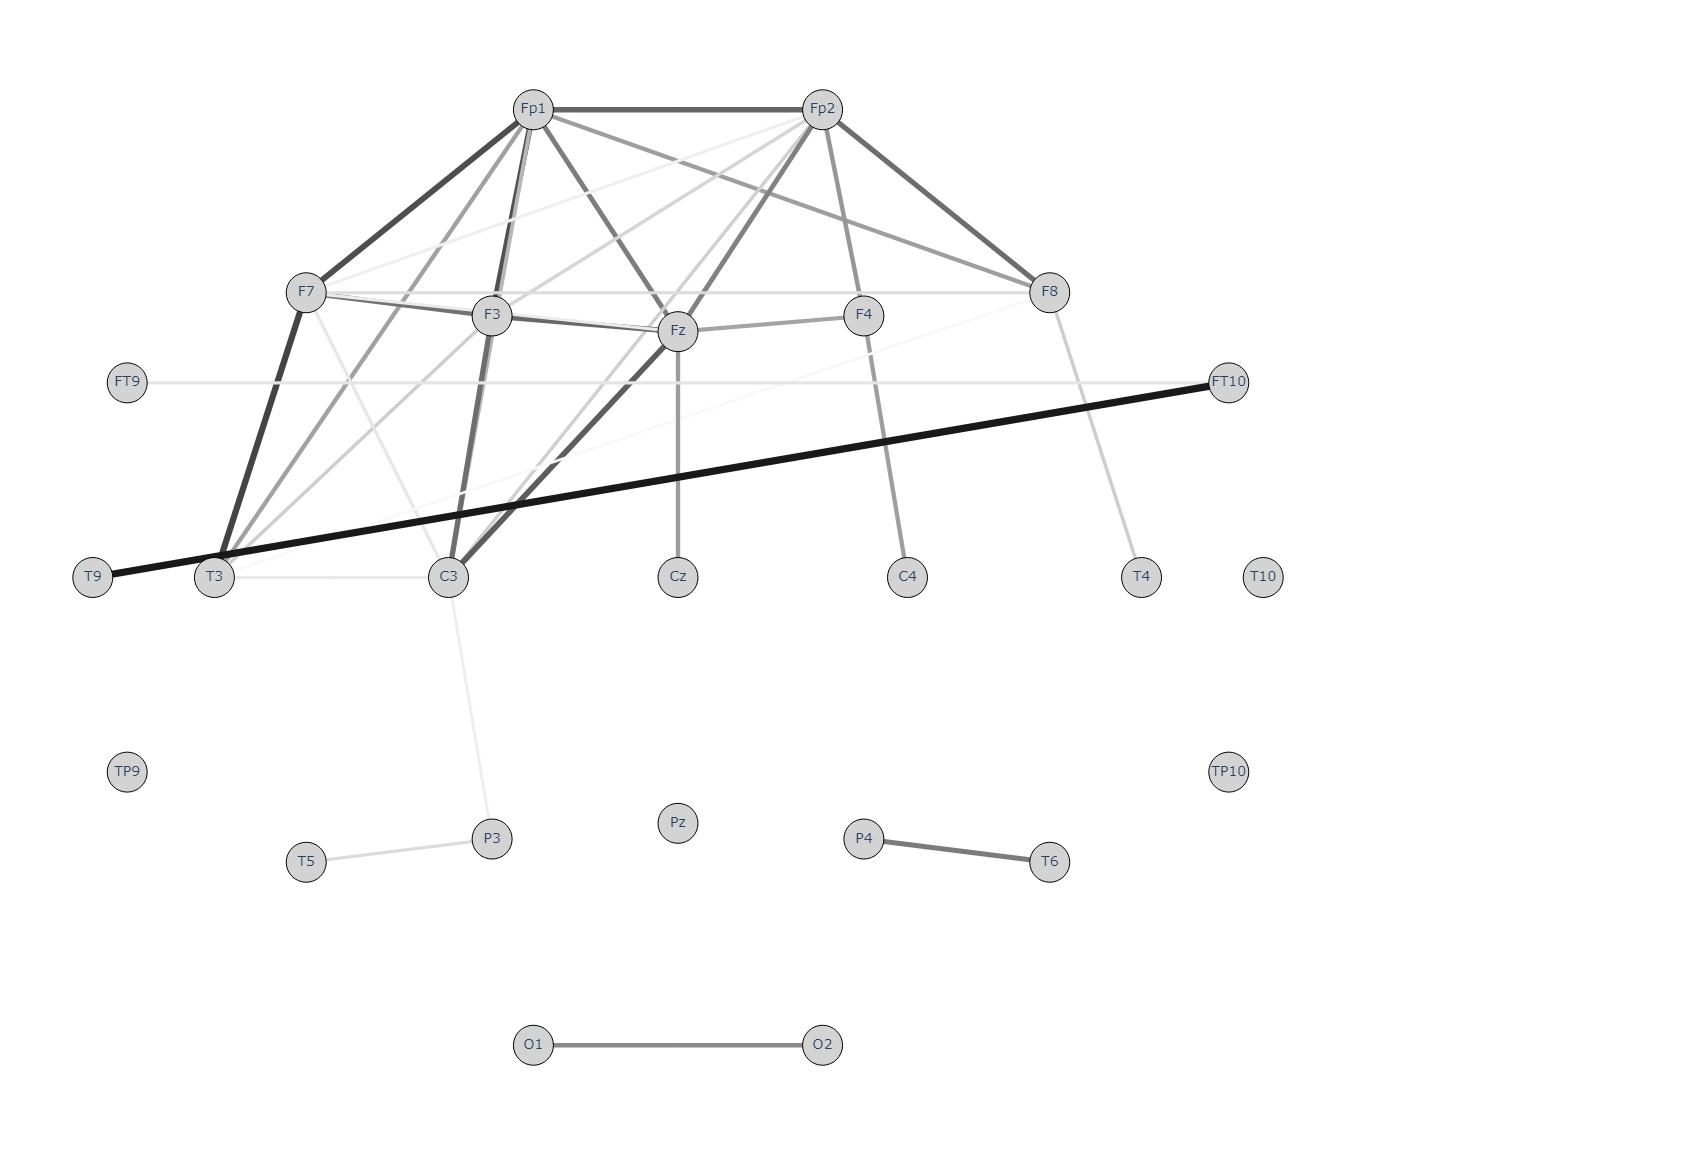 Fp1 Fp2
F7 F3 Fz F4 F8
FT9 FT10
T9 T3 C3 Cz C4 T4 T10
TP9 TP10
T5 P3 Pz P4 T6
O1 O2